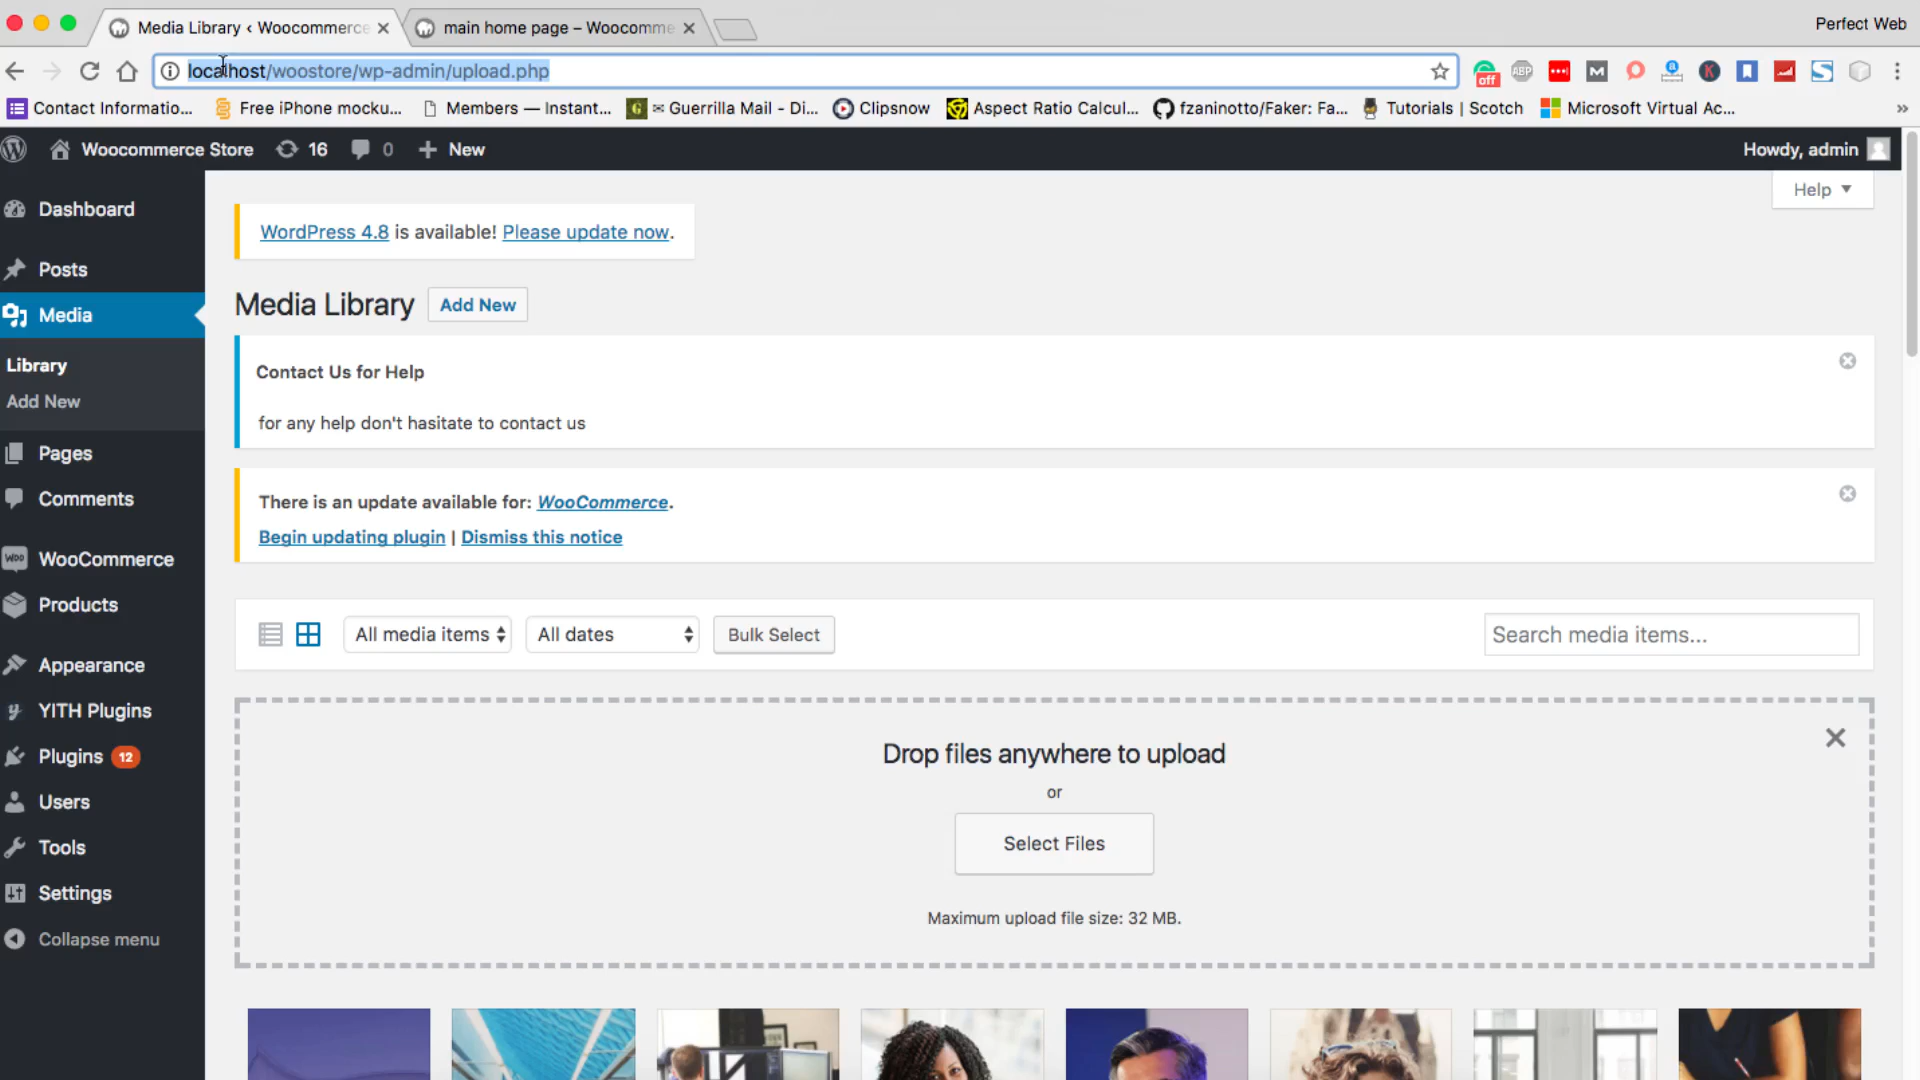 Media Library ‹ Woocommerce
main home page – Woocomme
Perfect Web
localhost/woostore/wp-admin/upload.php
off
ABP
M
a
K
S
Contact Informatio...
Free iPhone mocku...
Members — Instant...
G
✉ Guerrilla Mail - Di...
Clipsnow
Aspect Ratio Calcul...
fzaninotto/Faker: Fa...
Tutorials | Scotch
Microsoft Virtual Ac...
»
Woocommerce Store
16
0
+ New
Howdy, admin
Help
Dashboard
Posts
Media
Library
Add New
Pages
Comments
WOO WooCommerce
Products
Appearance
y YITH Plugins
Plugins 12
Users
Tools
Settings
Collapse menu
WordPress 4.8 is available! Please update now.
Media Library
Add New
Contact Us for Help
for any help don't hasitate to contact us
There is an update available for: WooCommerce.
Begin updating plugin | Dismiss this notice
All media items
All dates
Bulk Select
Search media items...
Drop files anywhere to upload
or
Select Files
Maximum upload file size: 32 MB.